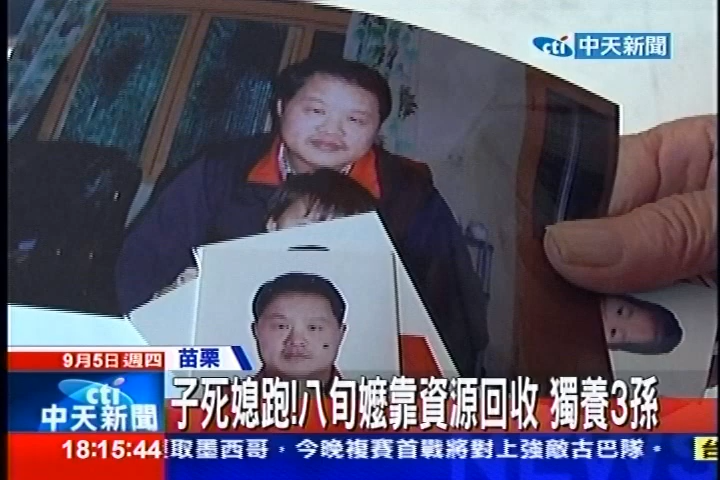 cti 中天新聞
9月5日週四 苗栗
cti
中天新聞
子死媳跑!八旬嬤靠資源回收 獨養3孫
18:15:44 取墨西哥，今晚複賽首戰將對上強敵古巴隊。
NEWS